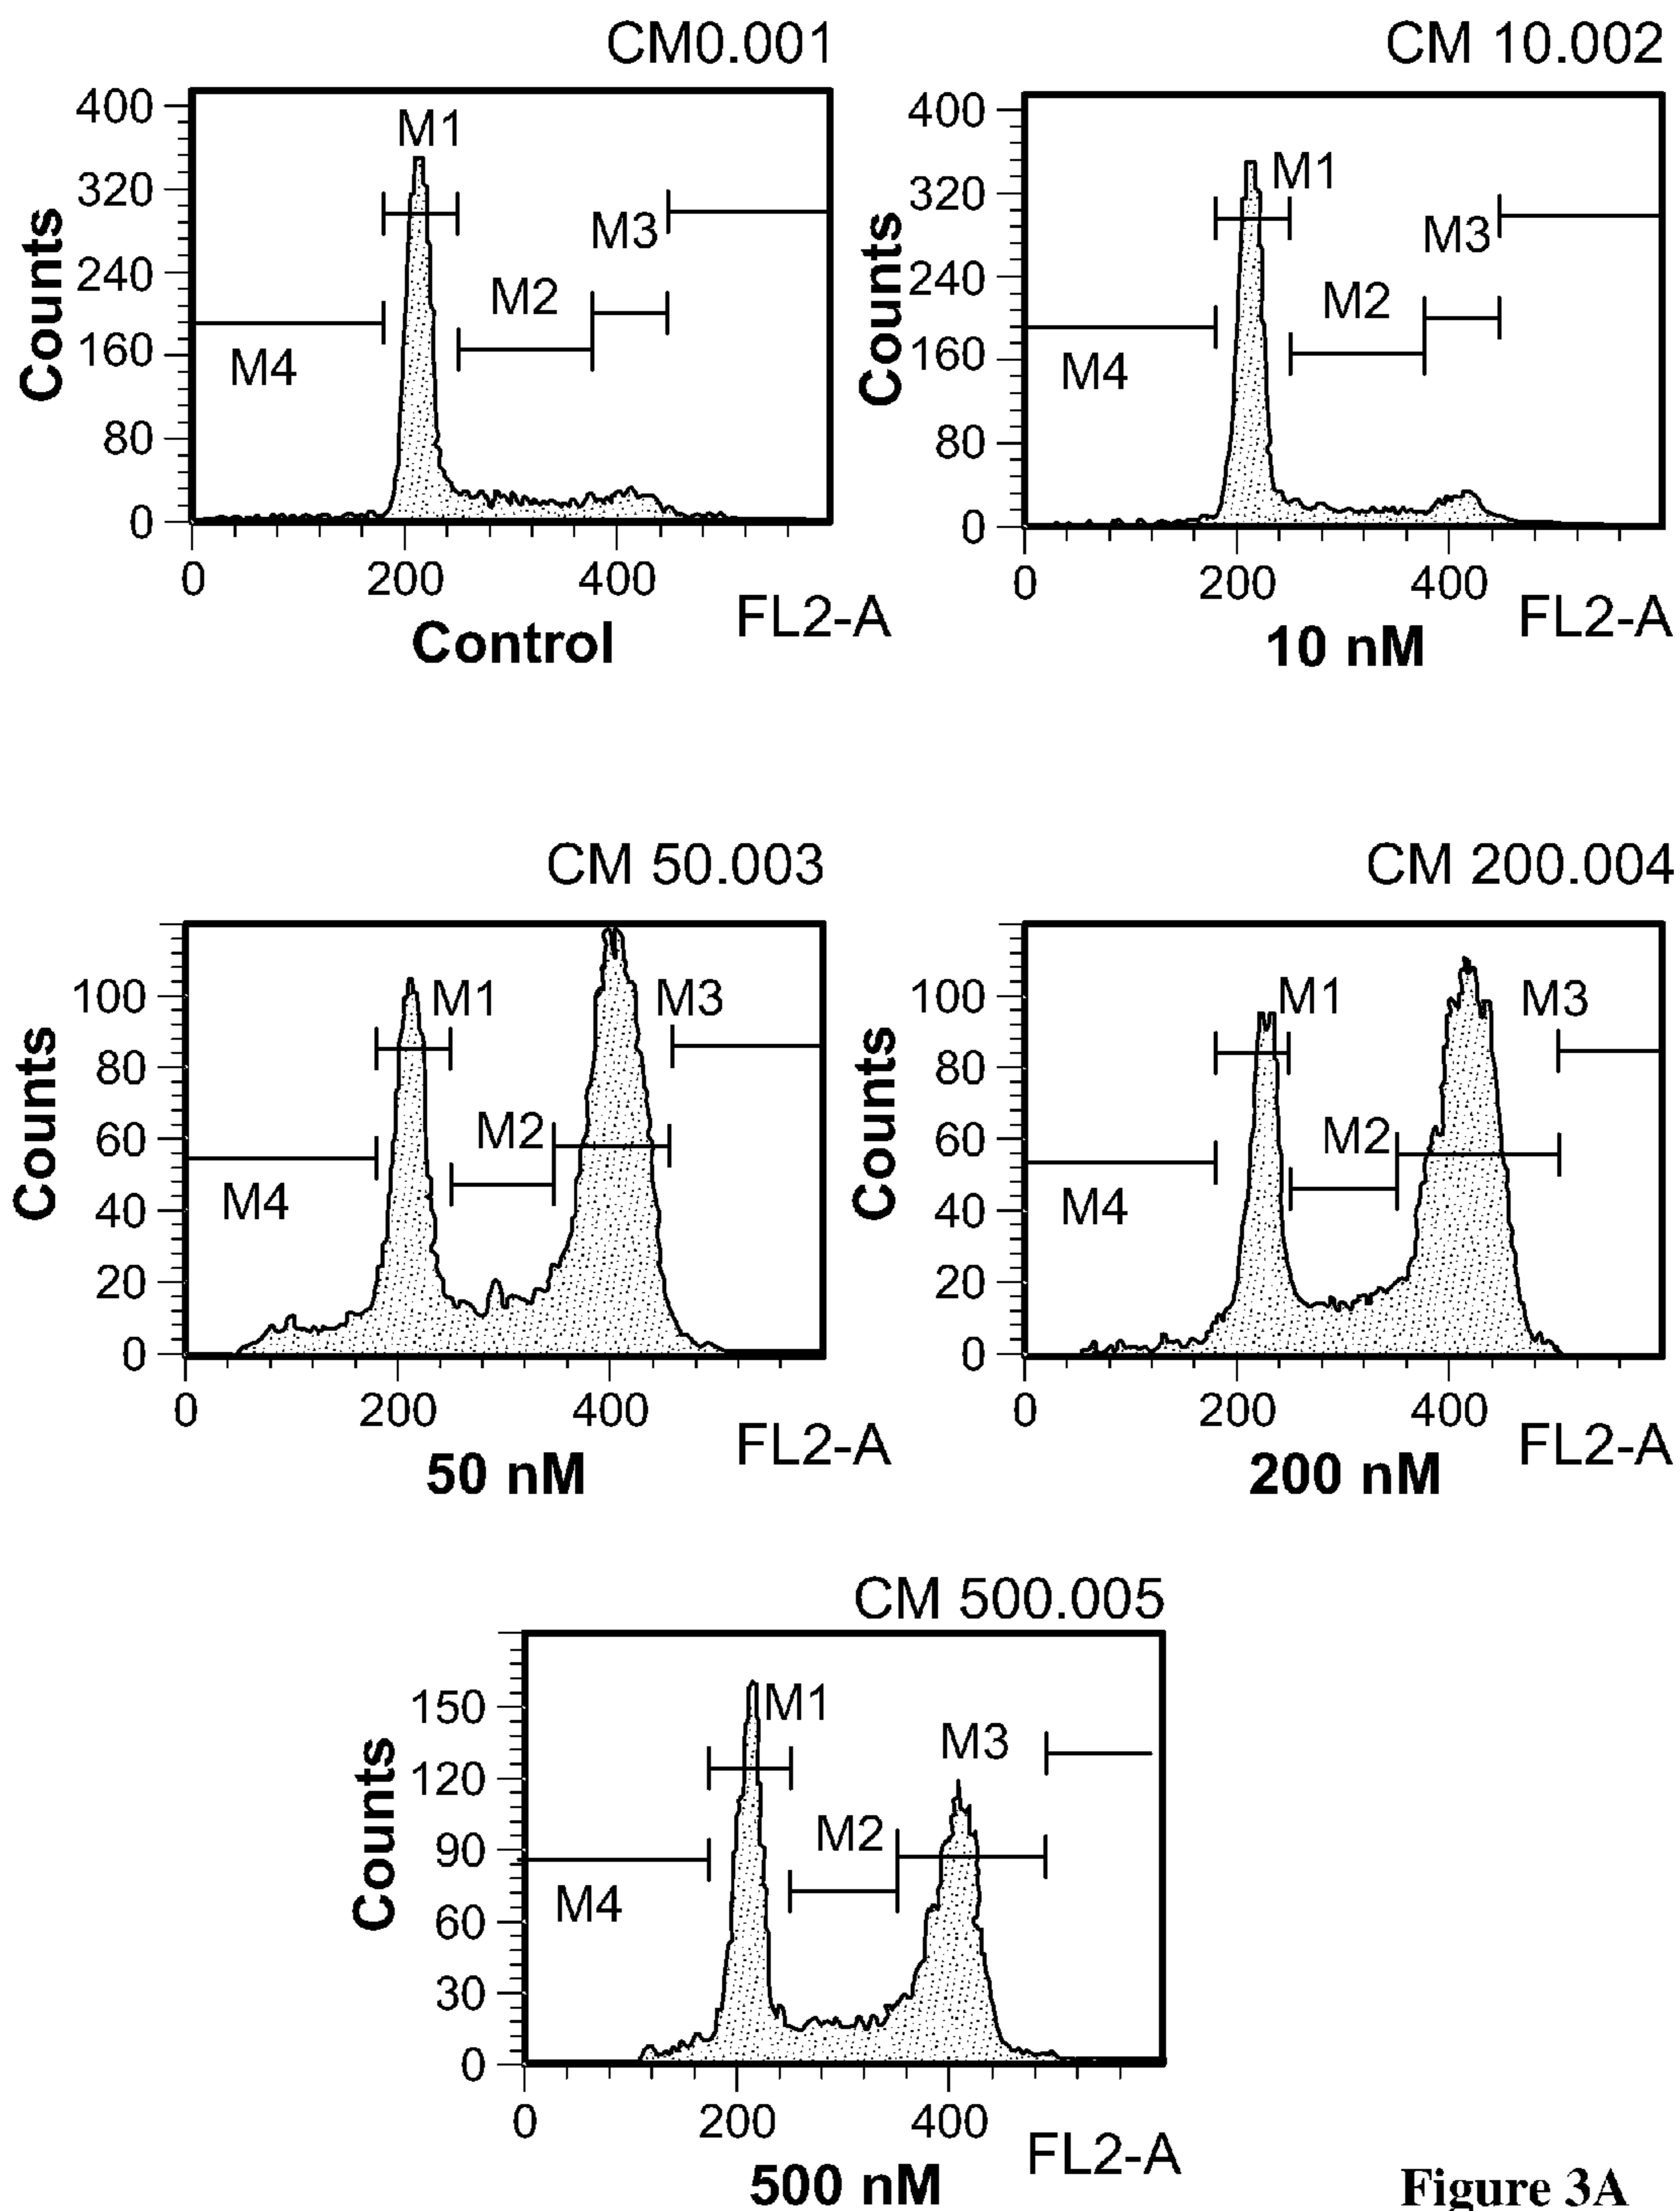 CM0.001
400
320
240
160
80
0
Counts
M1
M2
M3
M4
0 200 400
FL2-A
Control
CM 10.002
400
320
240
160
80
0
Counts
M1
M2
M3
M4
0 200 400
FL2-A
10 nM
CM 50.003
100
80
60
40
20
0
Counts
M1
M2
M3
M4
0 200 400
FL2-A
50 nM
CM 200.004
100
80
60
40
20
0
Counts
M1
M2
M3
M4
0 200 400
FL2-A
200 nM
CM 500.005
150
120
90
60
30
0
Counts
M1
M2
M3
M4
0 200 400
FL2-A
500 nM
Figure 3A